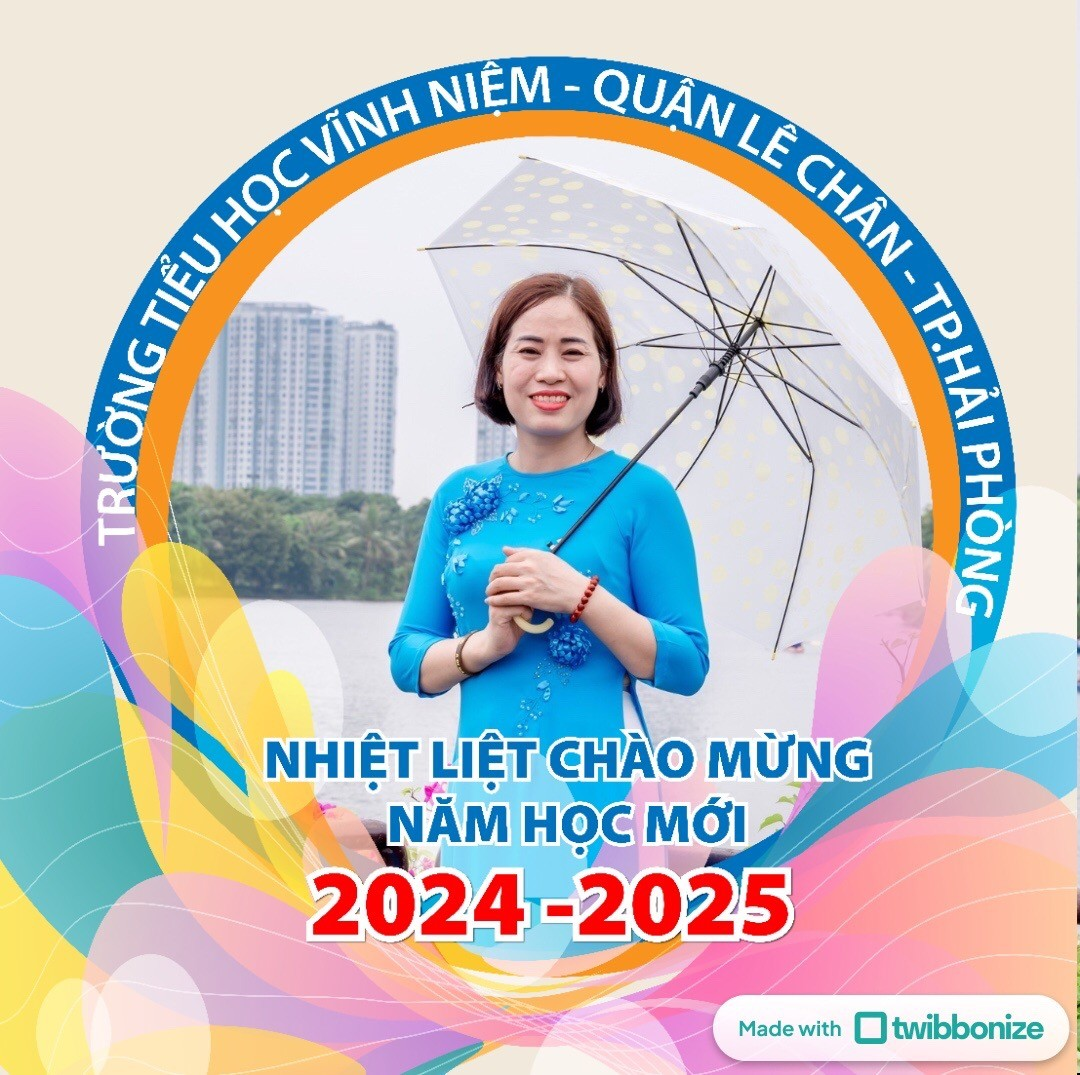 TRƯỜNG TIỂU HỌC VĨNH NIỆM - QUẬN LÊ CHÂN - TP.HẢI PHÒNG
NHIỆT LIỆT CHÀO MỪNG
NĂM HỌC MỚI
2024 -2025
Made with twibbonize